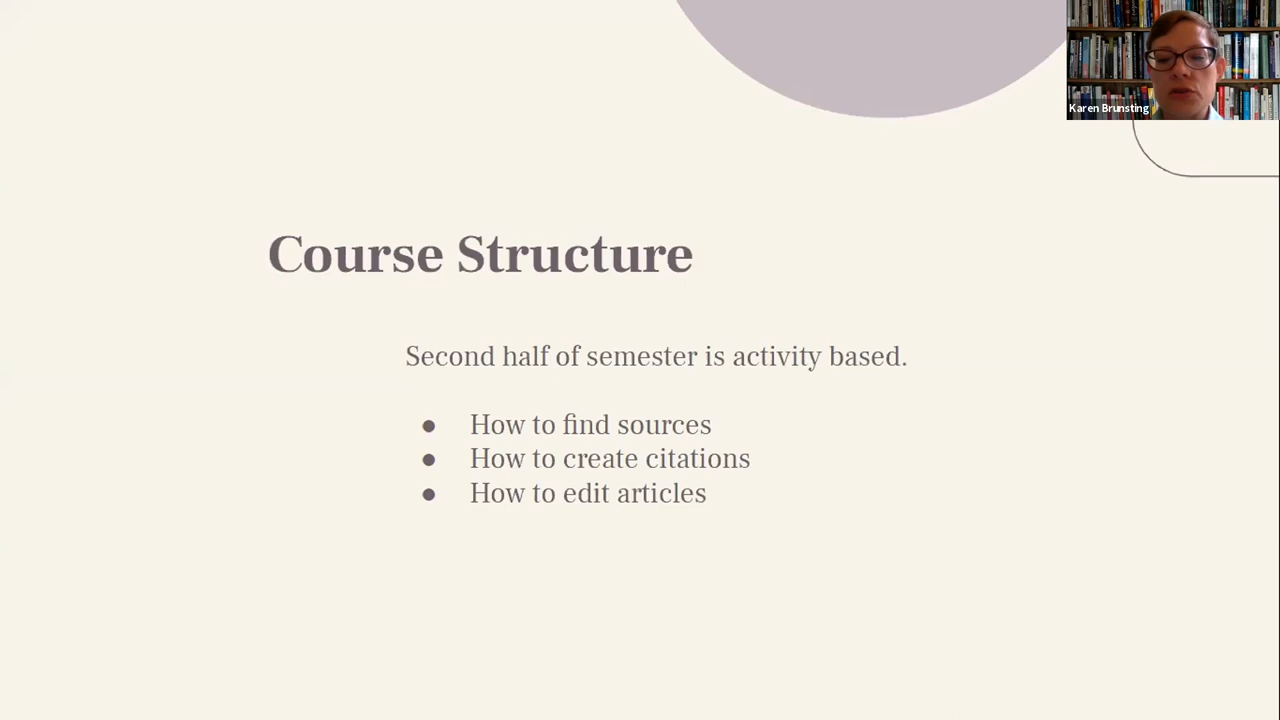 Karen Brunsting
Course Structure
Second half of semester is activity based.
● How to find sources
● How to create citations
● How to edit articles